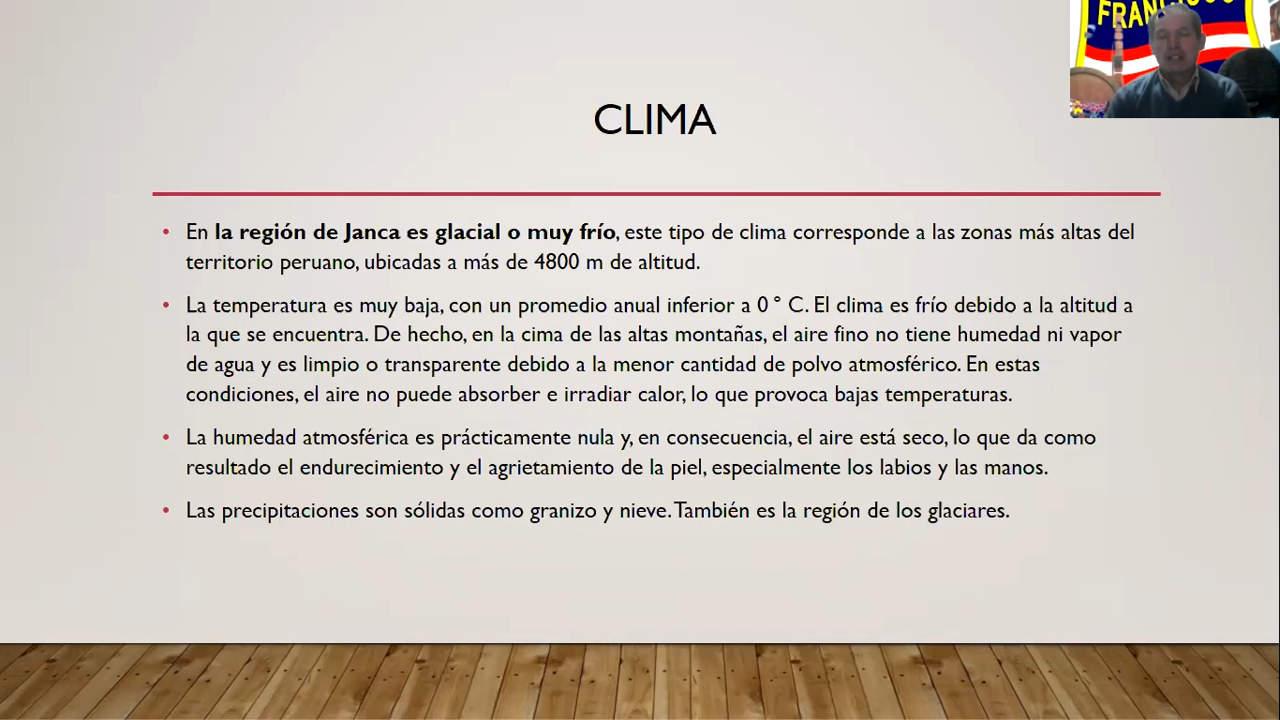 FRANCISCO
CLIMA
• En la región de Janca es glacial o muy frío, este tipo de clima corresponde a las zonas más altas del
territorio peruano, ubicadas a más de 4800 m de altitud.
• La temperatura es muy baja, con un promedio anual inferior a 0 ° C. El clima es frío debido a la altitud a
la que se encuentra. De hecho, en la cima de las altas montañas, el aire fino no tiene humedad ni vapor
de agua y es limpio o transparente debido a la menor cantidad de polvo atmosférico. En estas
condiciones, el aire no puede absorber e irradiar calor, lo que provoca bajas temperaturas.
• La humedad atmosférica es prácticamente nula y, en consecuencia, el aire está seco, lo que da como
resultado el endurecimiento y el agrietamiento de la piel, especialmente los labios y las manos.
• Las precipitaciones son sólidas como granizo y nieve. También es la región de los glaciares.